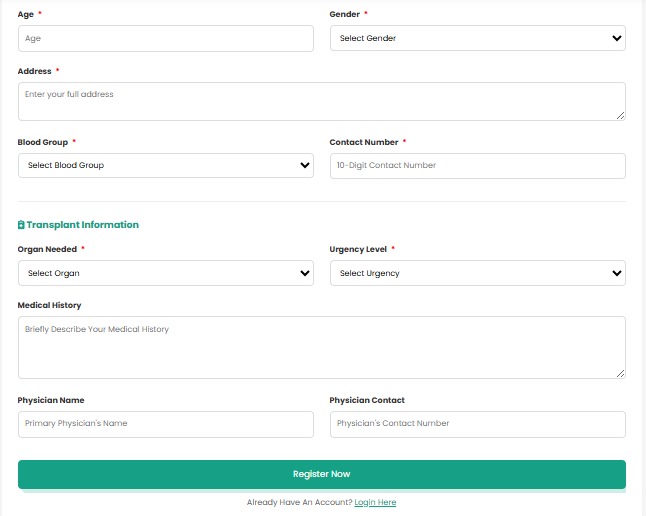 Age *
Gender *
Age
Select Gender
Address *
Enter your full address
Blood Group *
Contact Number *
Select Blood Group
10-Digit Contact Number
Transplant Information
Organ Needed *
Urgency Level *
Select Organ
Select Urgency
Medical History
Briefly Describe Your Medical History
Physician Name
Physician Contact
Primary Physician's Name
Physician's Contact Number
Register Now
Already Have An Account? Login Here